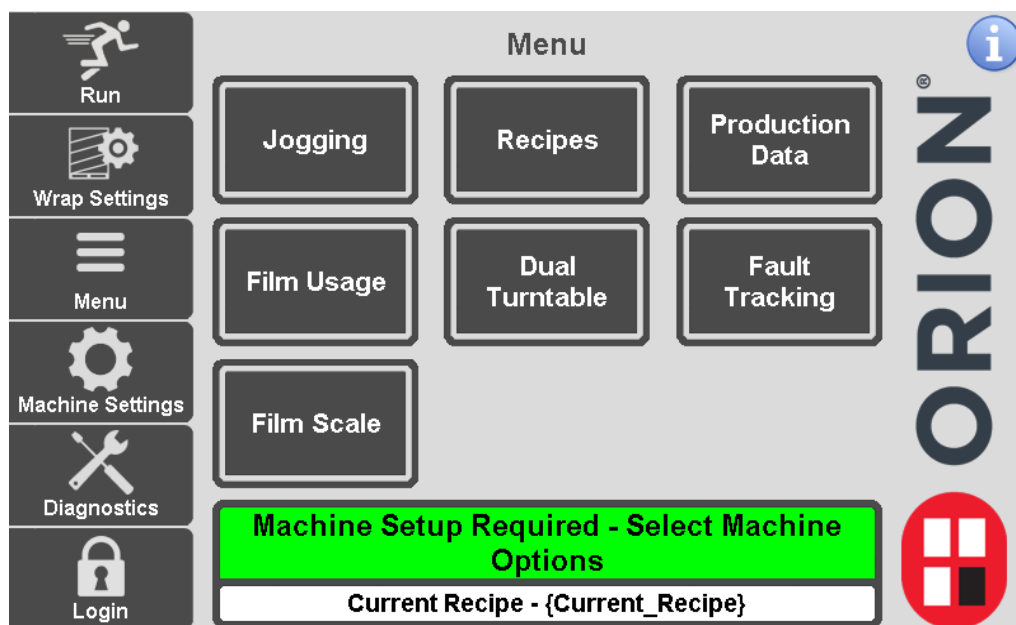 Menu
Run
Wrap Settings
Menu
Machine Settings
Diagnostics
Login
Jogging
Recipes
Production
Data
Film Usage
Dual
Turntable
Fault
Tracking
Film Scale
Machine Setup Required - Select Machine
Options
Current Recipe - {Current_Recipe}
i
ORION®